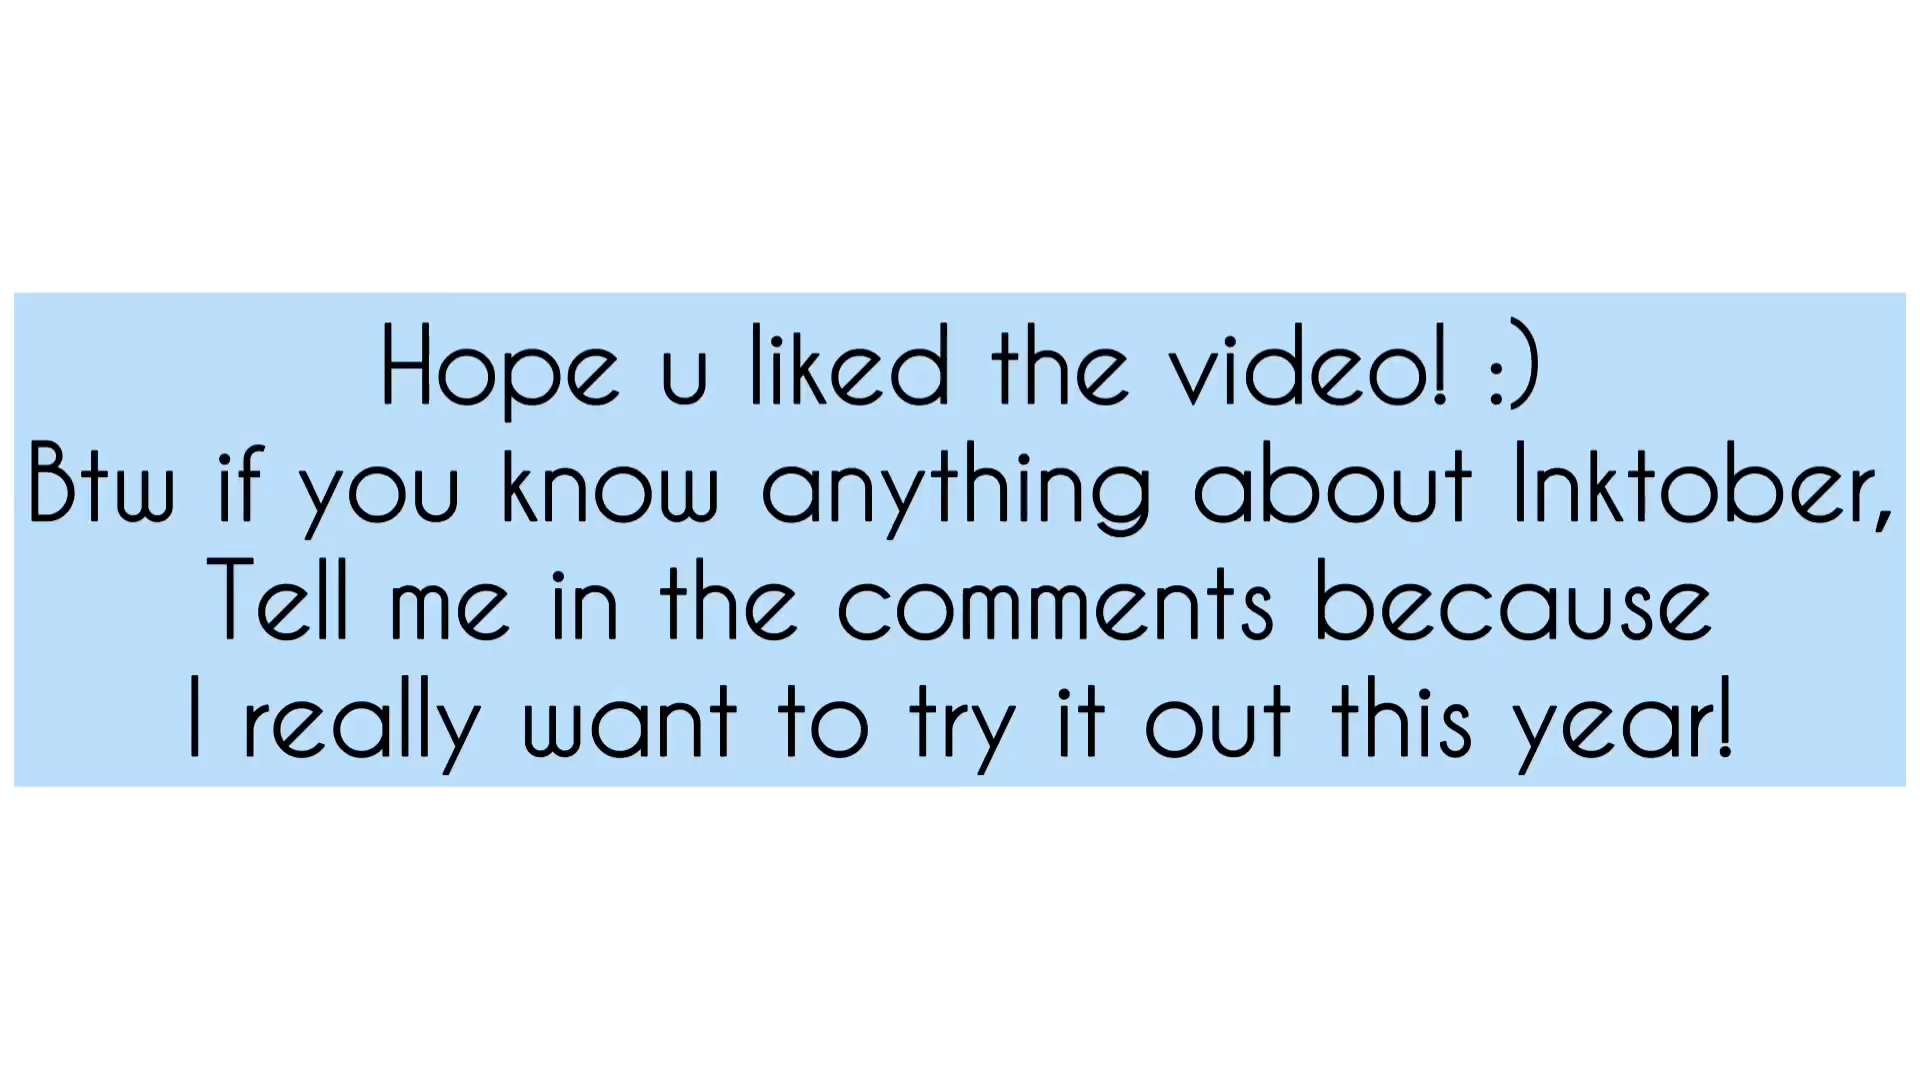 Hope u liked the video! :)
Btw if you know anything about Inktober,
Tell me in the comments because
I really want to try it out this year!